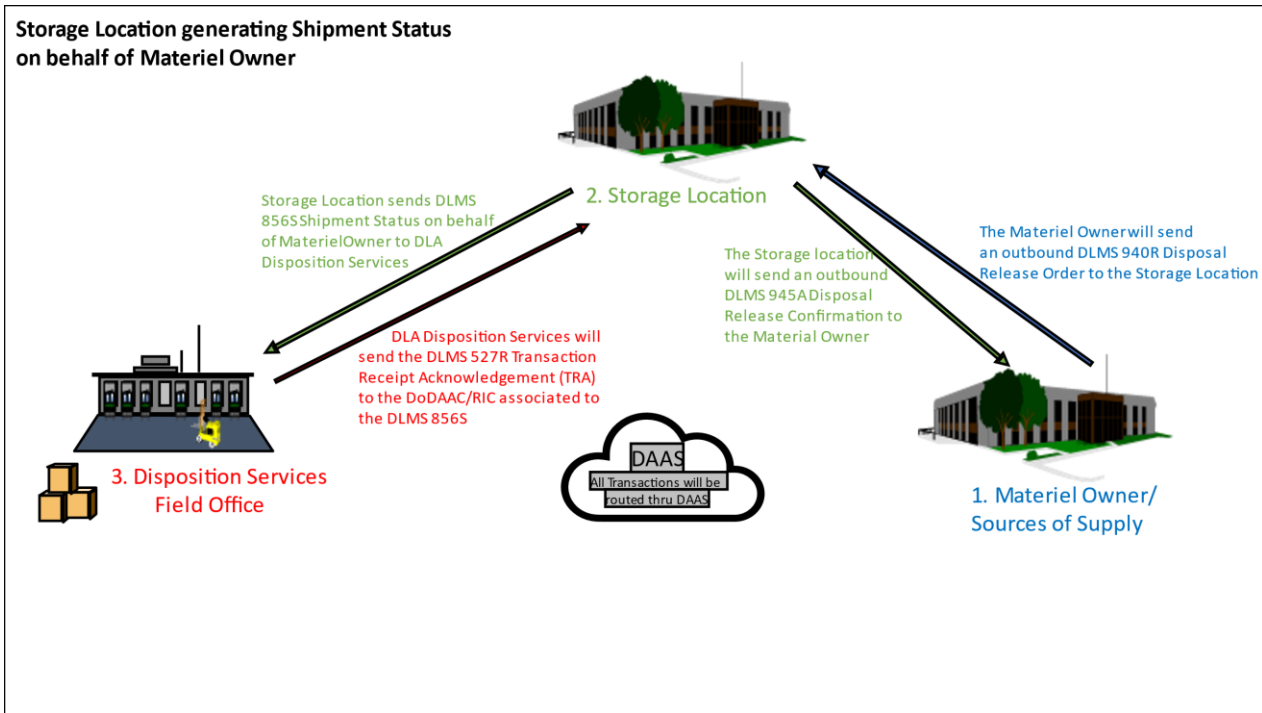 Storage Location generating Shipment Status
on behalf of Materiel Owner
2. Storage Location
Storage Location sends DLMS
856S Shipment Status on behalf
of MaterielOwner to DLA
Disposition Services
The Storage location
will send an outbound
DLMS 945A Disposal
Release Confirmation to
the Material Owner
The Materiel Owner will send
an outbound DLMS 940R Disposal
Release Order to the Storage Location
DLA Disposition Services will
send the DLMS 527R Transaction
Receipt Acknowledgement (TRA)
to the DoDAAC/RIC associated to
the DLMS 856S
3. Disposition Services
Field Office
DAAS
All Transactions will be
routed thru DAAS
1. Materiel Owner/
Sources of Supply